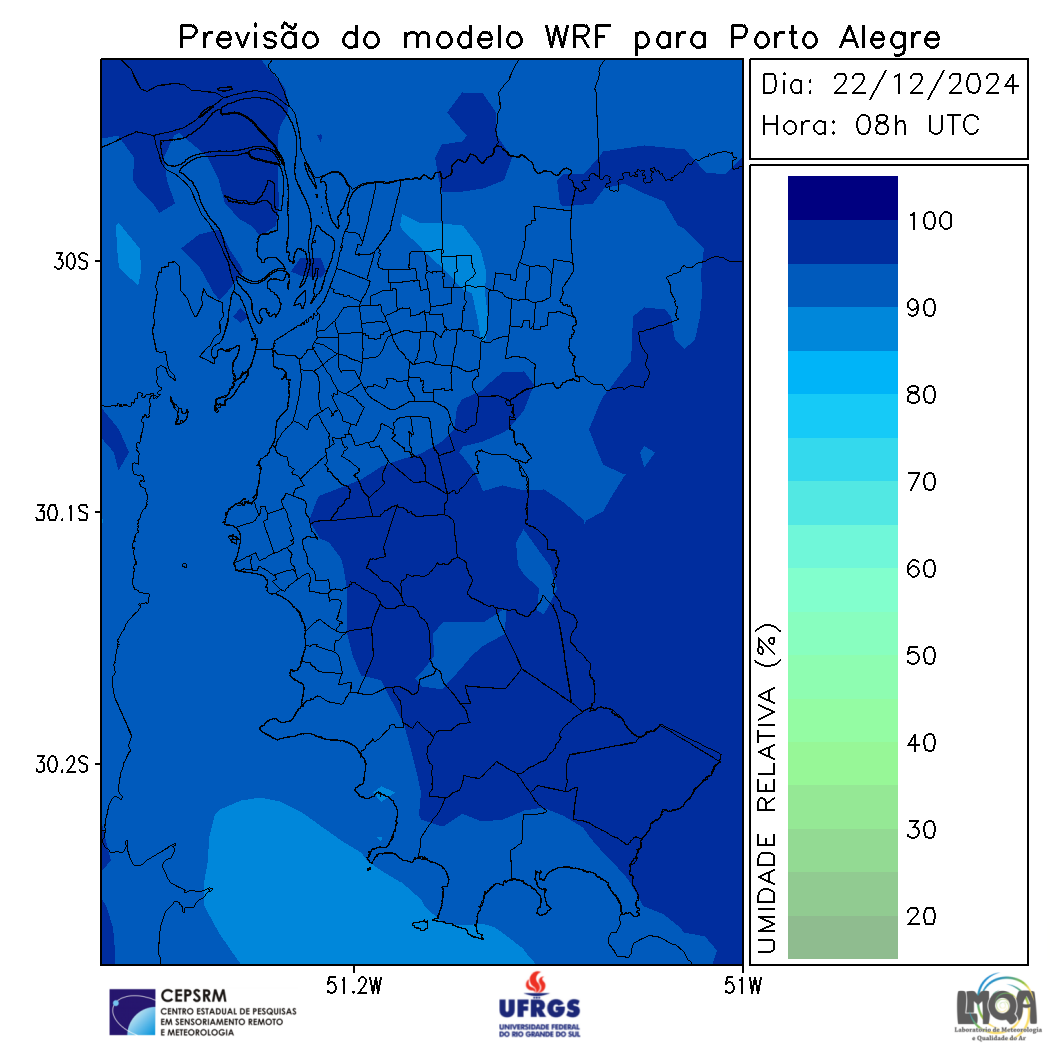 Previsão do modelo WRF para Porto Alegre
Dia: 22/12/2024
Hora: 08h UTC
100
90
80
70
60
50
40
30
20
UMIDADE RELATIVA (%)
30S
30.1S
30.2S
51.2W
51W
CEPSRM
CENTRO ESTADUAL DE PESQUISAS
EM SENSORIAMENTO REMOTO
E METEOROLOGIA
UFRGS
UNIVERSIDADE FEDERAL
DO RIO GRANDE DO SUL
LMQA
Laboratório de Meteorologia
e Qualidade do Ar